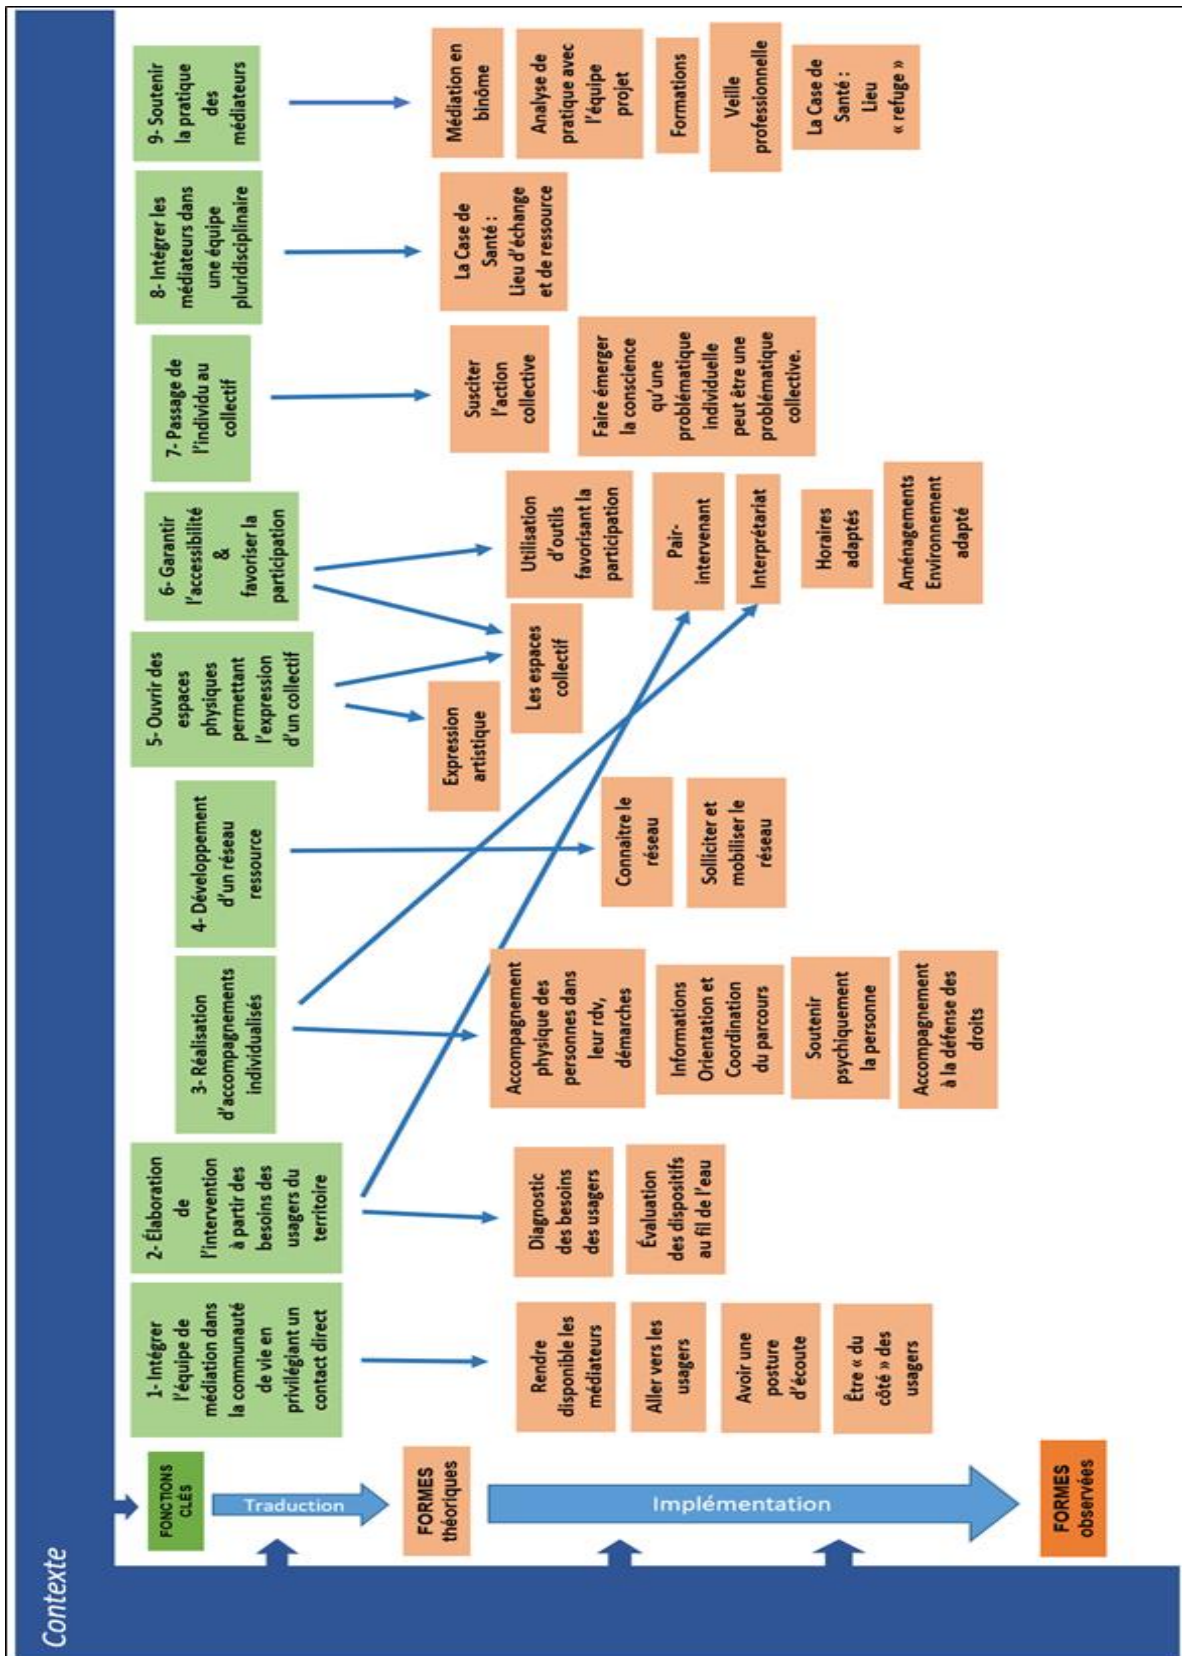 Contexte
FONCTIONS
CLÉS
Traduction
FORMES
théoriques
Implémentation
FORMES
observées
1- Intégrer
l'équipe de
médiation dans
la communauté
de vie en
privilégiant un
contact direct
2- Élaboration
de
l'intervention
à partir des
besoins des
usagers du
territoire
3- Réalisation
d'accompagnements
individualisés
4- Développement
d'un réseau
ressource
5- Ouvrir des
espaces
physiques
permettant
l'expression
d'un collectif
6- Garantir
l'accessibilité
&
favoriser la
participation
7- Passage de
l'individu au
collectif
8- Intégrer les
médiateurs dans
une équipe
pluridisciplinaire
9- Soutenir
la pratique
des
médiateurs
Rendre
disponible les
médiateurs
Aller vers les
usagers
Avoir une
posture
d'écoute
Être « du
côté » des
usagers
Diagnostic
des besoins
des usagers
Évaluation
des dispositifs
au fil de l'eau
Accompagnement
physique des
personnes dans
leur rdv,
démarches
Informations
Orientation et
Coordination
du parcours
Soutenir
psychiquement
la personne
Accompagnement
à la défense des
droits
Connaitre le
réseau
Solliciter et
mobiliser le
réseau
Expression
artistique
Les espaces
collectif
Utilisation
d'outils
favorisant la
participation
Pair-
intervenant
Interprétariat
Horaires
adaptés
Aménagements
Environnement
adapté
Susciter
l'action
collective
Faire émerger
la conscience
qu'une
problématique
individuelle
peut être une
problématique
collective.
La Case de
Santé :
Lieu d'échange
et de ressource
Médiation en
binôme
Analyse de
pratique avec
l'équipe
projet
Formations
Veille
professionnelle
La Case de
Santé :
Lieu
« refuge »